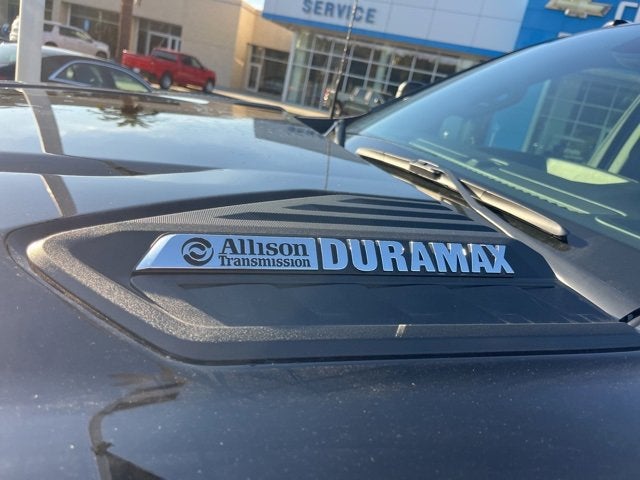 SERVICE
Allison
Transmission
DURAMAX